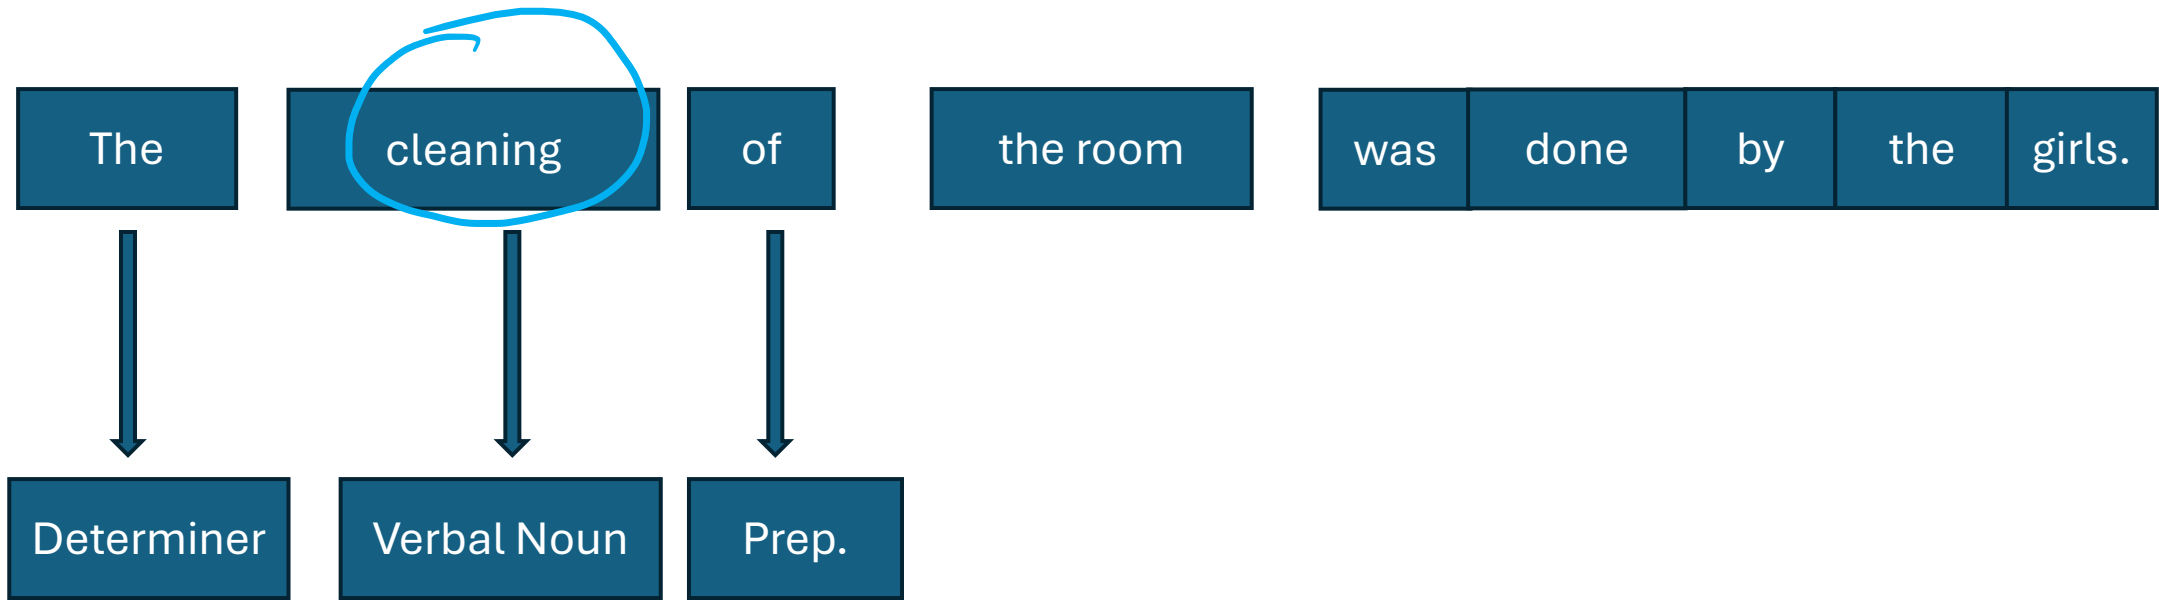 The cleaning of the room was done by the girls.
Determiner Verbal Noun Prep.